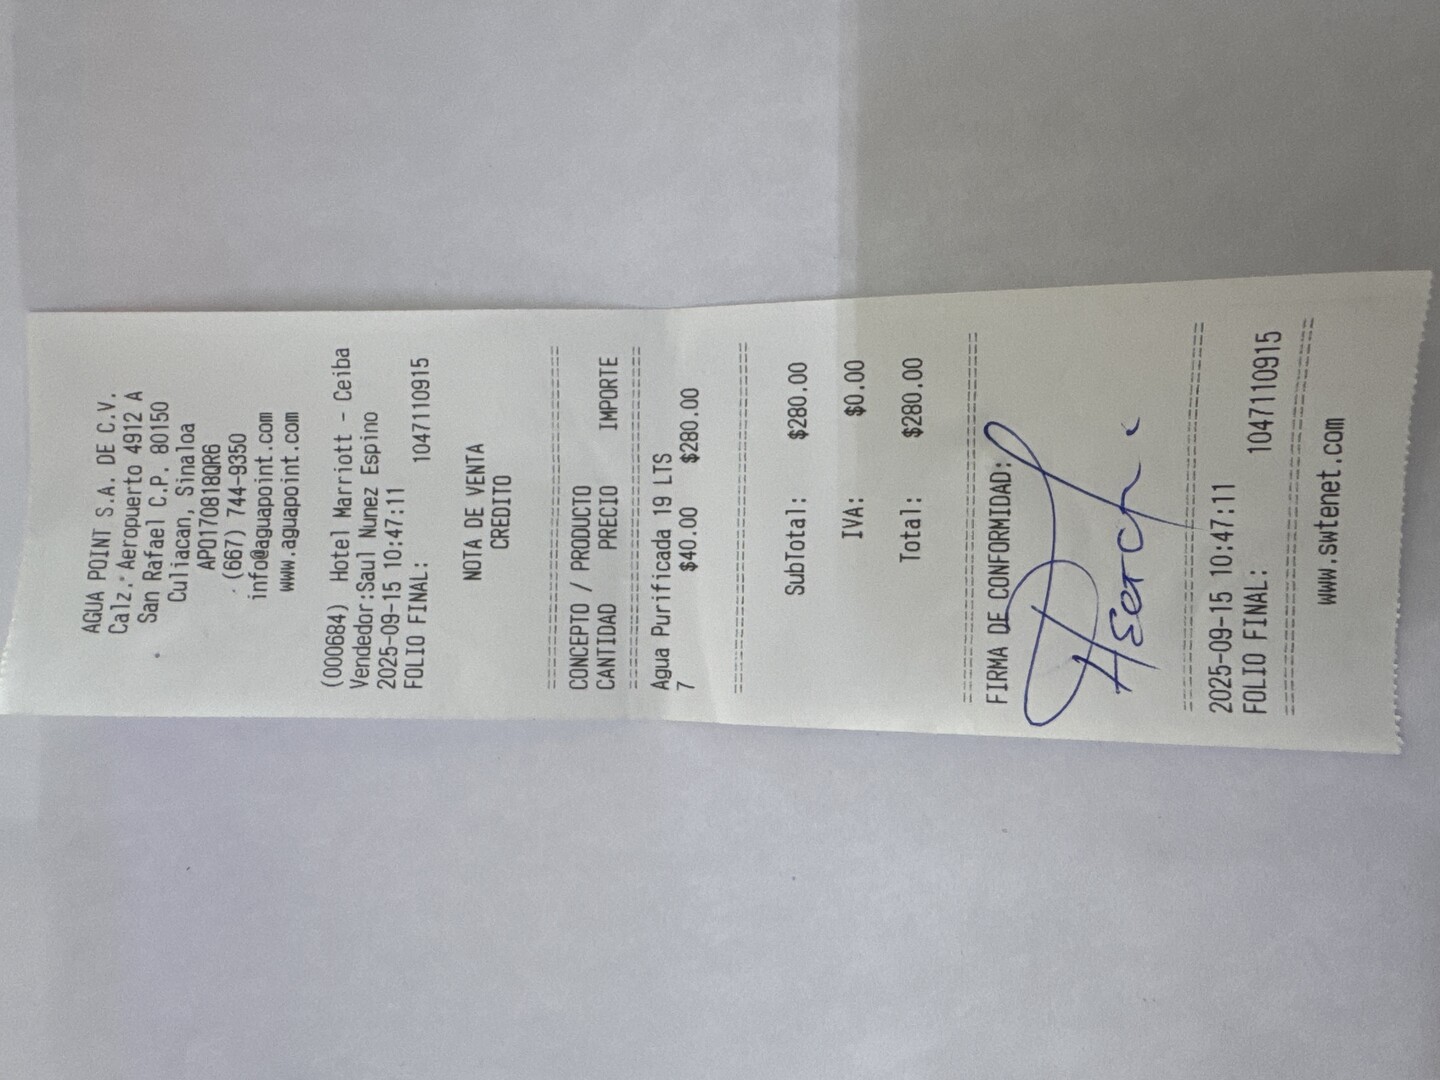 AGUA POINT S.A. DE C.V.
Calz. Aeropuerto 4912 A
San Rafael C.P. 80150
Culiacan, Sinaloa
APO170818QR6
(667) 744-9350
info@aguapoint.com
www.aguapoint.com
(000684) Hotel Marriott - Ceiba
Vendedor:Saul Nunez Espino
2025-09-15 10:47:11
FOLIO FINAL: 1047110915
NOTA DE VENTA
CREDITO
==============================
CONCEPTO / PRODUCTO
CANTIDAD PRECIO IMPORTE
==============================
Agua Purificada 19 LTS
7 $40.00 $280.00
==============================
SubTotal: $280.00
IVA: $0.00
Total: $280.00
==============================
FIRMA DE CONFORMIDAD:
==============================
2025-09-15 10:47:11
FOLIO FINAL: 1047110915
==============================
www.swtenet.com